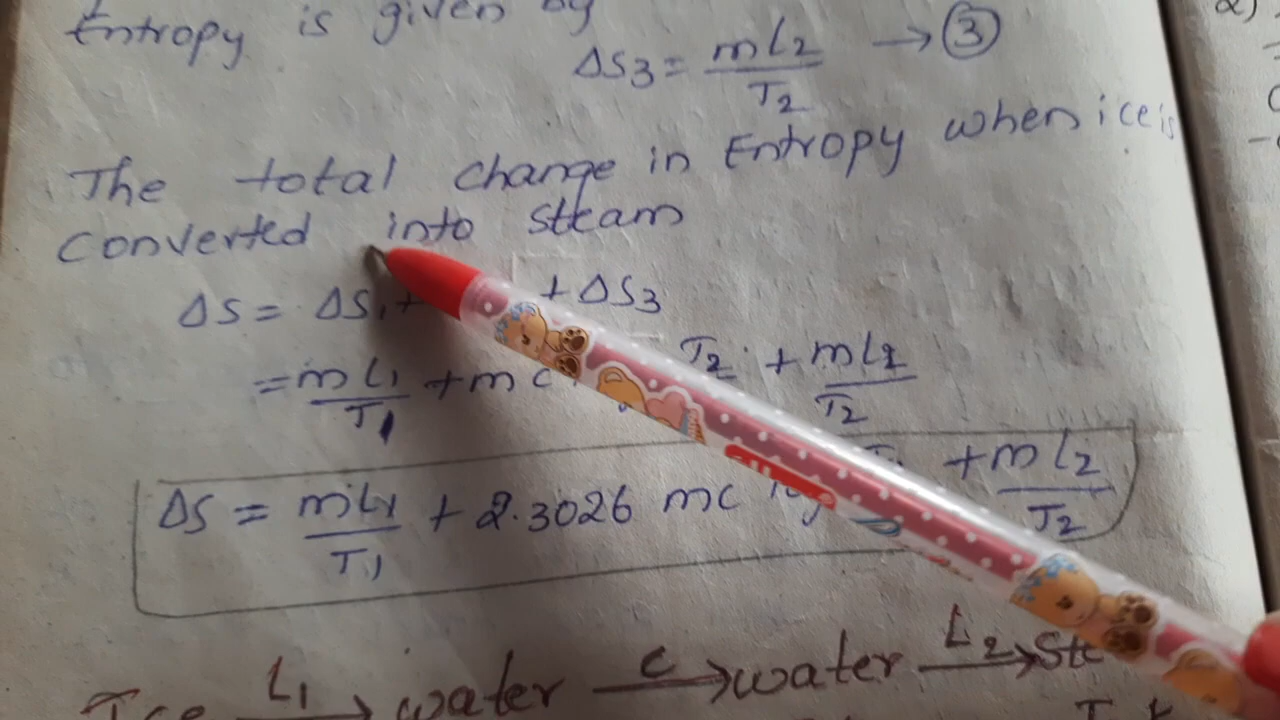 Entropy is given by
ΔS3 = mL2/T2 → ③
The total change in Entropy when ice is
Converted into steam
ΔS = ΔS1 + + ΔS3
= mL1/T1 + mc T2 + mL2/T2
ΔS = mL1/T1 + 2.3026 mc log + mL2/T2
Ice L1→ water c→ water L2→